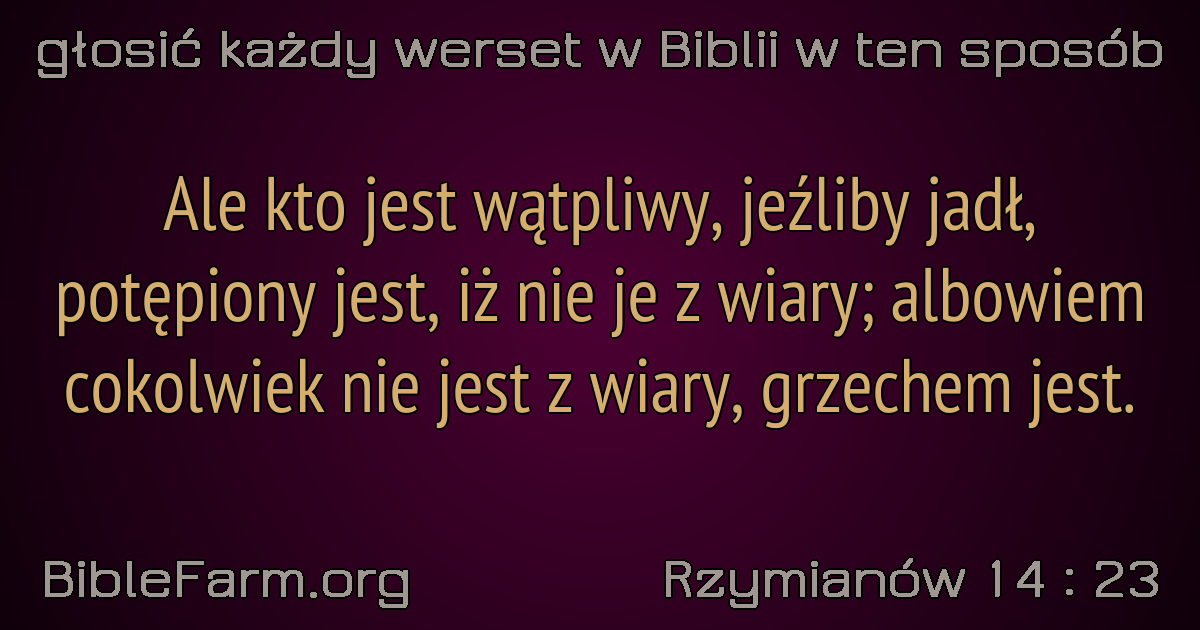 głosić każdy werset w Biblii w ten sposób
Ale kto jest wątpliwy, jeźliby jadł,
potępiony jest, iż nie je z wiary; albowiem
cokolwiek nie jest z wiary, grzechem jest.
BibleFarm.org
Rzymianów 14 : 23